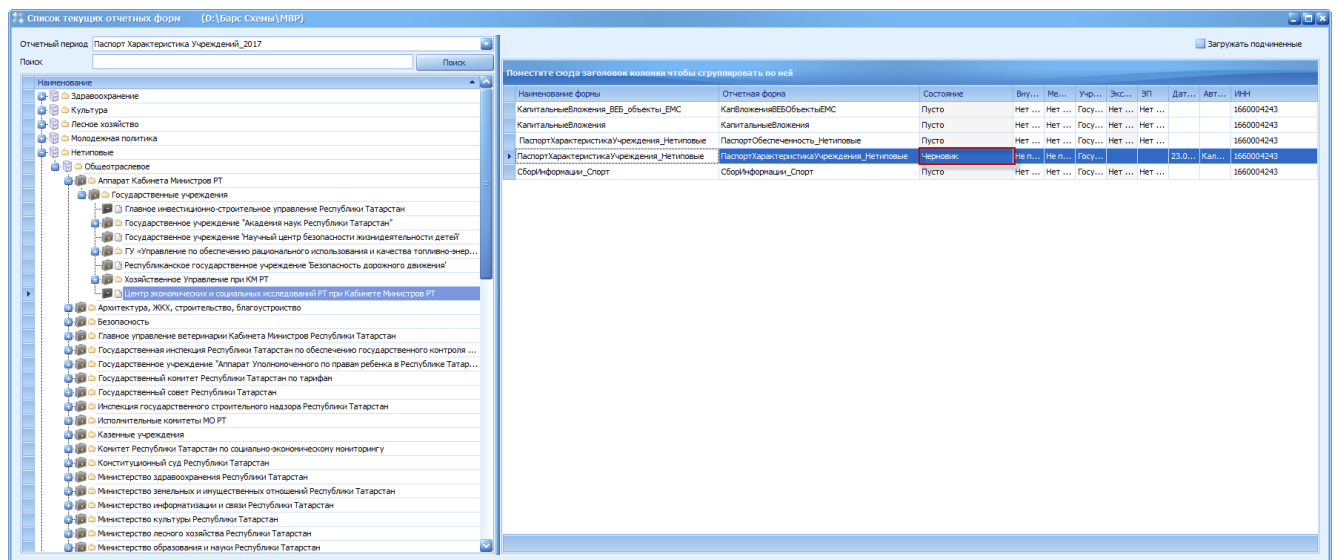 Список текущих отчетных форм (D:\Барс Схемы\МВР)
Отчетный период Паспорт Характеристика Учреждений_2017
Поиск Поиск
Наименование
Здравоохранение
Культура
Лесное хозяйство
Молодежная политика
Нетиповые
Общеотраслевое
Аппарат Кабинета Министров РТ
Государственные учреждения
Главное инвестиционно-строительное управление Республики Татарстан
Государственное учреждение "Академия наук Республики Татарстан"
Государственное учреждение 'Научный центр безопасности жизнедеятельности детей'
ГУ «Управление по обеспечению рационального использования и качества топливно-энер...
Республиканское государственное учреждение 'Безопасность дорожного движения'
Хозяйственное Управление при КМ РТ
Центр экономических и социальных исследований РТ при Кабинете Министров РТ
Архитектура, ЖКХ, строительство, благоустроиство
Безопасность
Главное управление ветеринарии Кабинета Министров Республики Татарстан
Государственная инспекция Республики Татарстан по обеспечению государственного контроля ...
Государственное учреждение "Аппарат Уполномоченного по правам ребенка в Республике Татар...
Государственный комитет Республики Татарстан по тарифам
Государственный совет Республики Татарстан
Инспекция государственного строительного надзора Республики Татарстан
Исполнительные комитеты МО РТ
Казенные учреждения
Комитет Республики Татарстан по социально-экономическому мониторингу
Конституционный суд Республики Татарстан
Министерство здравоохранения Республики Татарстан
Министерство земельных и имущественных отношений Республики Татарстан
Министерство информатизации и связи Республики Татарстан
Министерство культуры Республики Татарстан
Министерство лесного хозяйства Республики Татарстан
Министерство образования и науки Республики Татарстан
Загружать подчиненные
Поместите сюда заголовок колонки чтобы сгруппировать по ней
Наименование формы Отчетная форма Состояние Вну... Ме... Учр... Экс... ЭП Дат... Авт... ИНН
КапитальныеВложения_ВЕБ_объекты_ЕМС КапВложенияВЕБОбъектыЕМС Пусто Нет ... Нет ... Госу... Нет ... Нет ... 1660004243
КапитальныеВложения КапитальныеВложения Пусто Нет ... Нет ... Госу... Нет ... Нет ... 1660004243
ПаспортХарактеристикаУчреждения_Нетиповые ПаспортОбеспеченность_Нетиповые Пусто Нет ... Нет ... Госу... Нет ... Нет ... 1660004243
ПаспортХарактеристикаУчреждения_Нетиповые ПаспортХарактеристикаУчреждения_Нетиповые Черновик Не п... Не п... Госу... 23.0... Кал... 1660004243
СборИнформации_Спорт СборИнформации_Спорт Пусто Нет ... Нет ... Госу... Нет ... Нет ... 1660004243